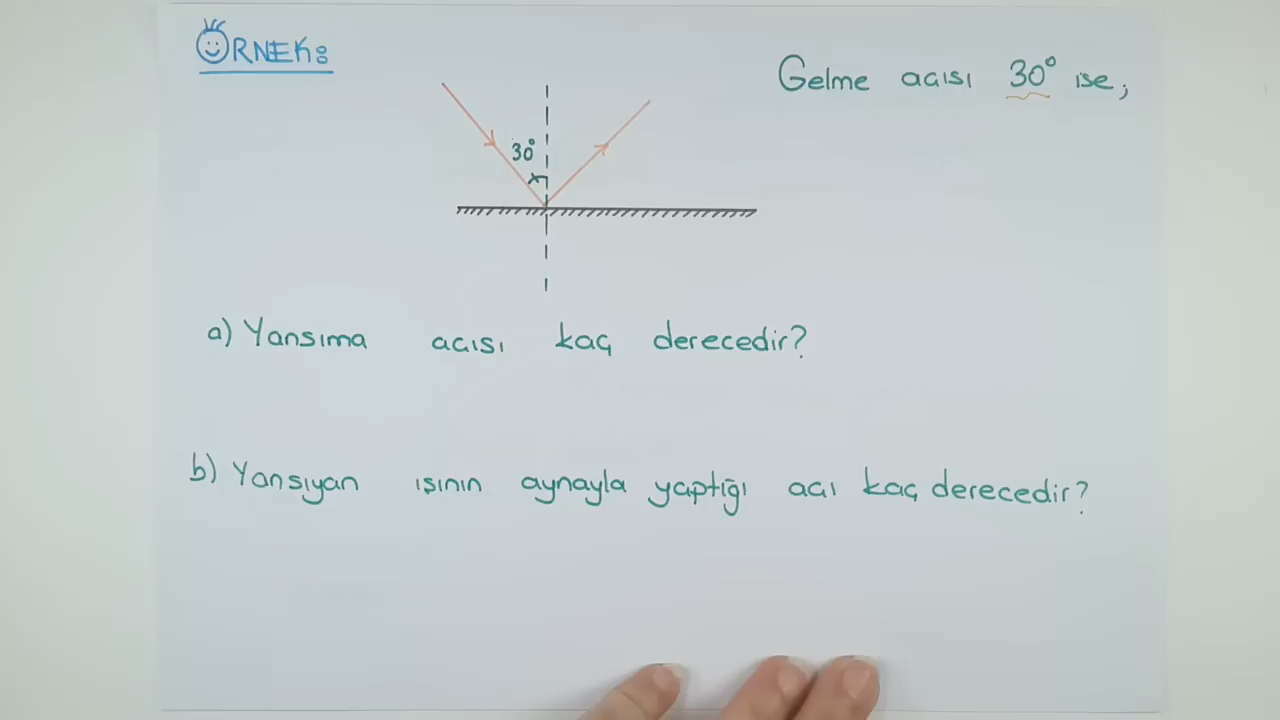 ÖRNEK:
Gelme açısı 30° ise;
30°
a) Yansıma açısı kaç derecedir?
b) Yansıyan ışının aynayla yaptığı açı kaç derecedir?